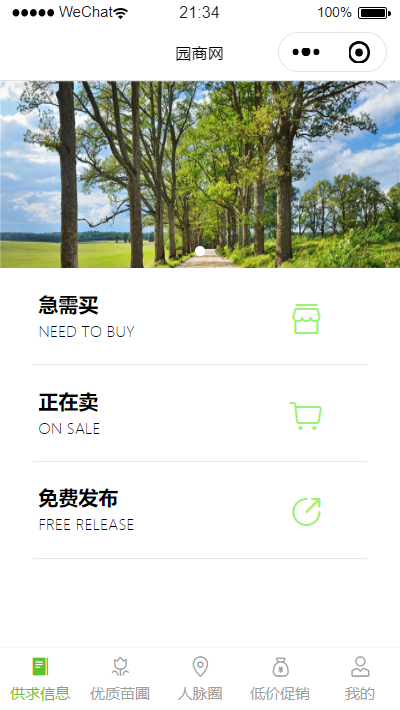 WeChat 21:34 100%
园商网
急需买
NEED TO BUY
正在卖
ON SALE
免费发布
FREE RELEASE
供求信息 优质苗圃 人脉圈 低价促销 我的